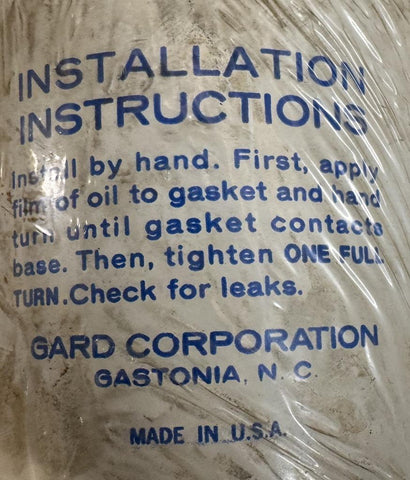 INSTALLATION
INSTRUCTIONS
Install by hand. First, apply
film of oil to gasket and hand
turn until gasket contacts
base. Then, tighten ONE FULL
TURN. Check for leaks.
GARD CORPORATION
GASTONIA, N. C.
MADE IN U.S.A.